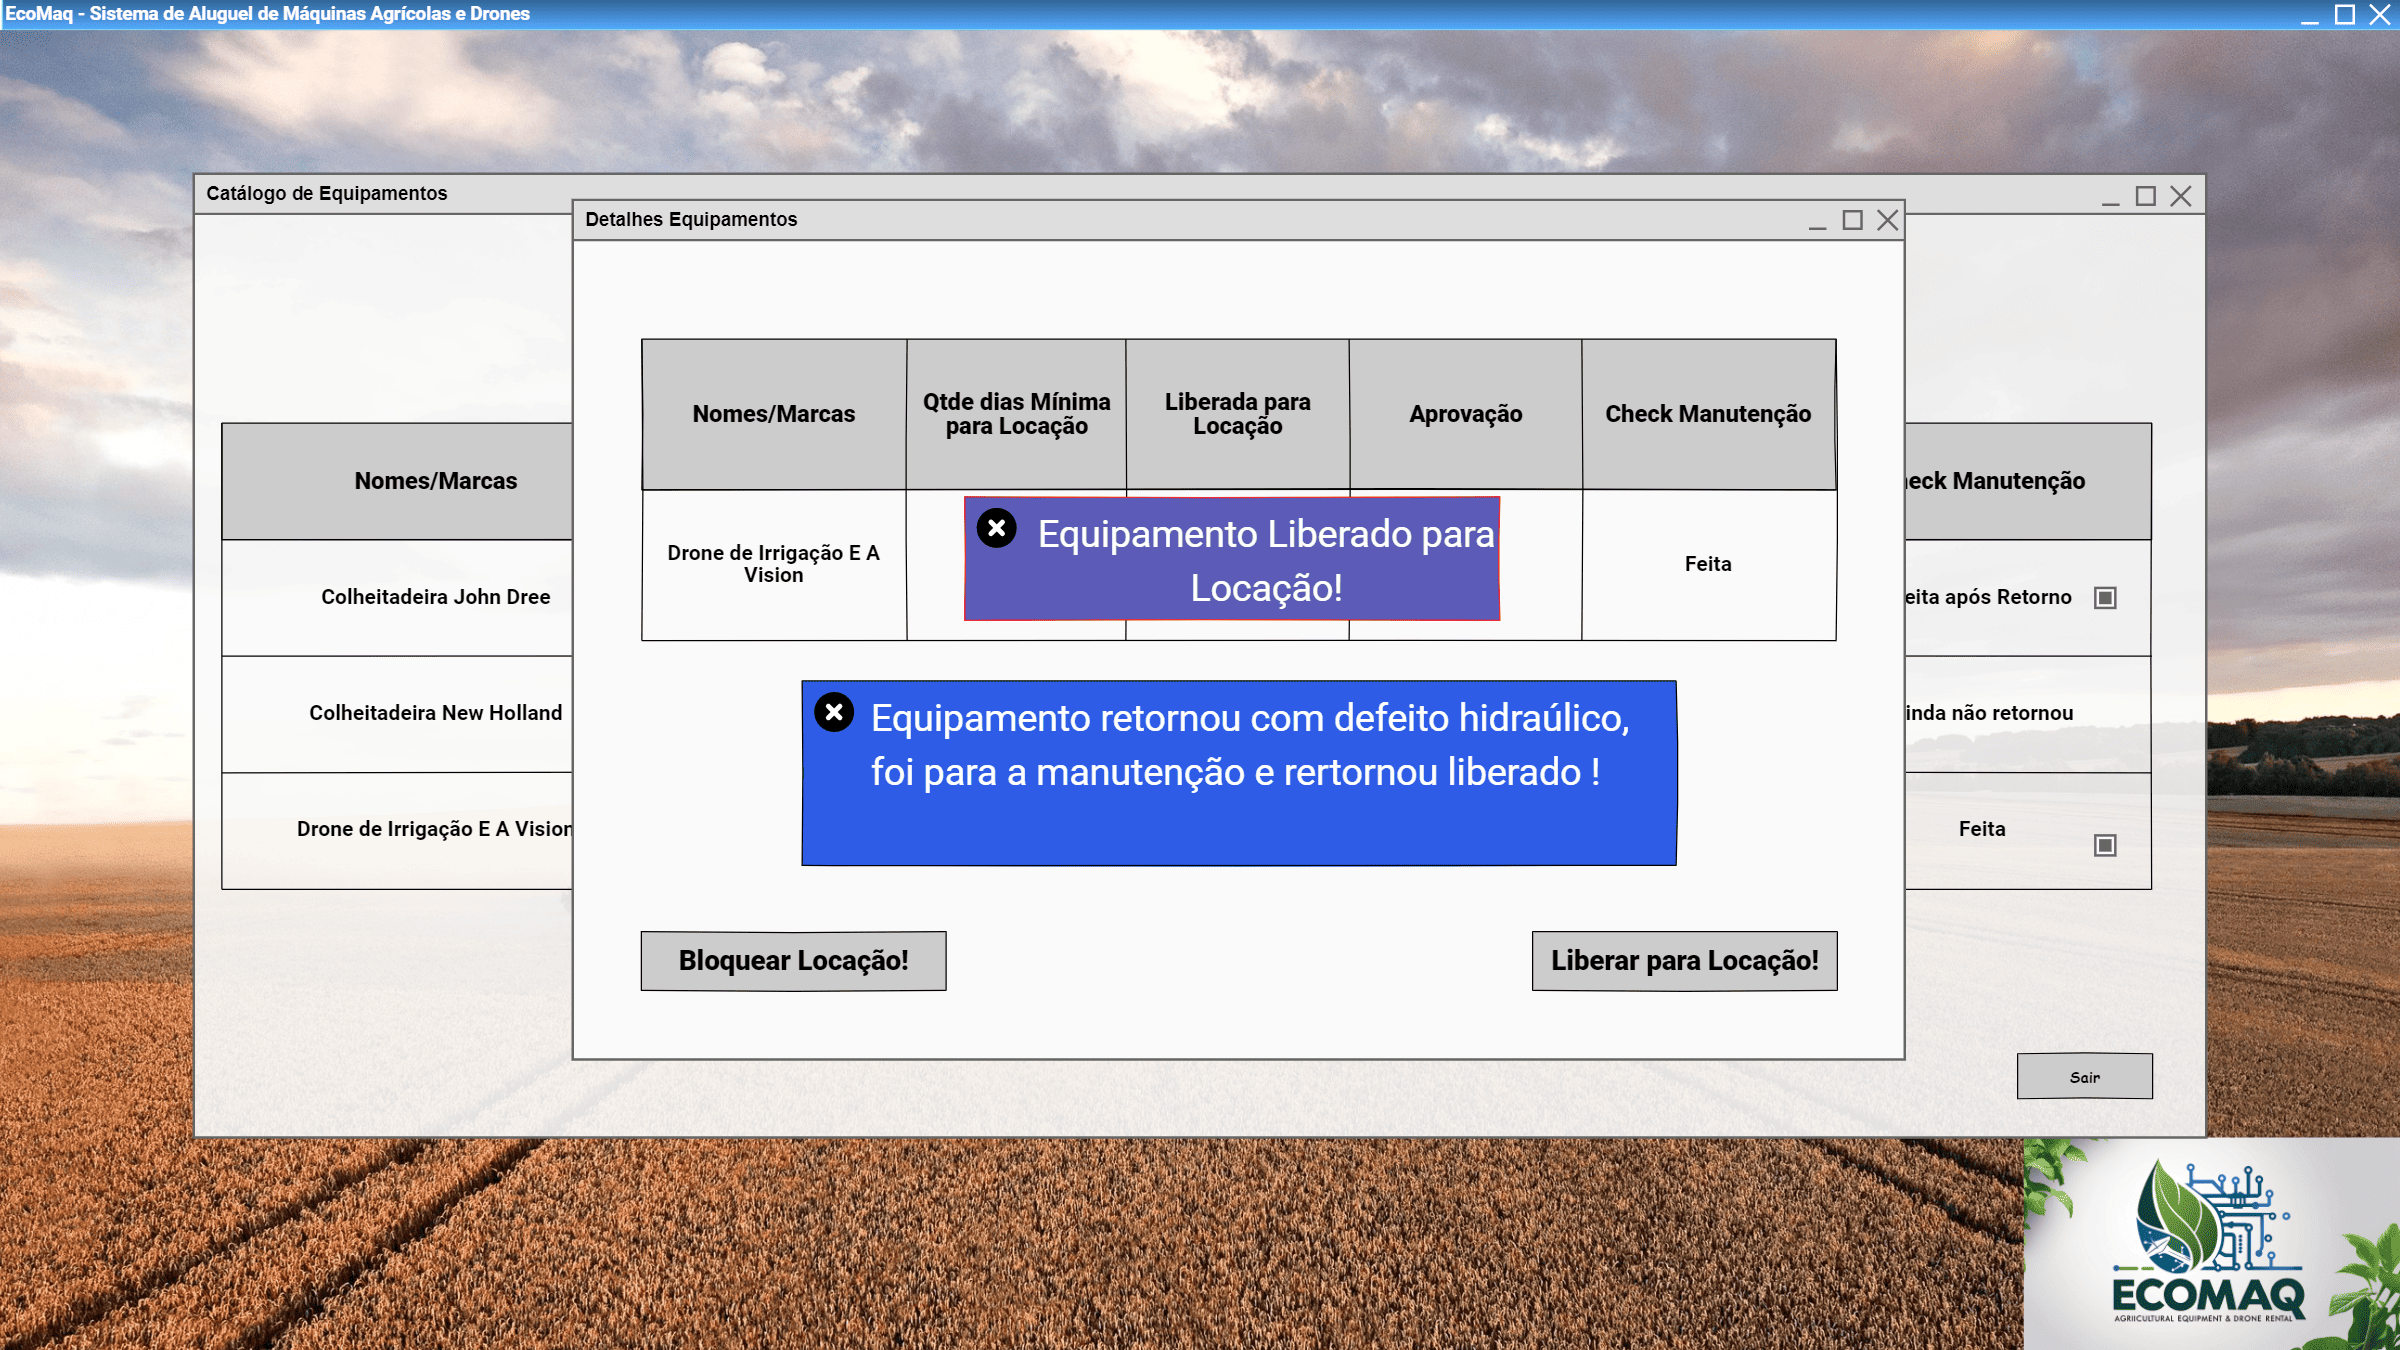 EcoMaq - Sistema de Aluguel de Máquinas Agrícolas e Drones
Catálogo de Equipamentos
Detalhes Equipamentos
Nomes/Marcas
Qtde dias Mínima
para Locação
Liberada para
Locação
Aprovação
Check Manutenção
Drone de Irrigação E A
Vision
Feita
Equipamento Liberado para
Locação!
Equipamento retornou com defeito hidraúlico,
foi para a manutenção e rertornou liberado !
Bloquear Locação!
Liberar para Locação!
Nomes/Marcas
eck Manutenção
Colheitadeira John Dree
eita após Retorno
Colheitadeira New Holland
inda não retornou
Drone de Irrigação E A Vision
Feita
Sair
ECOMAQ
AGRIICULTURAL EQUIPMENT & DRONE RENTAL